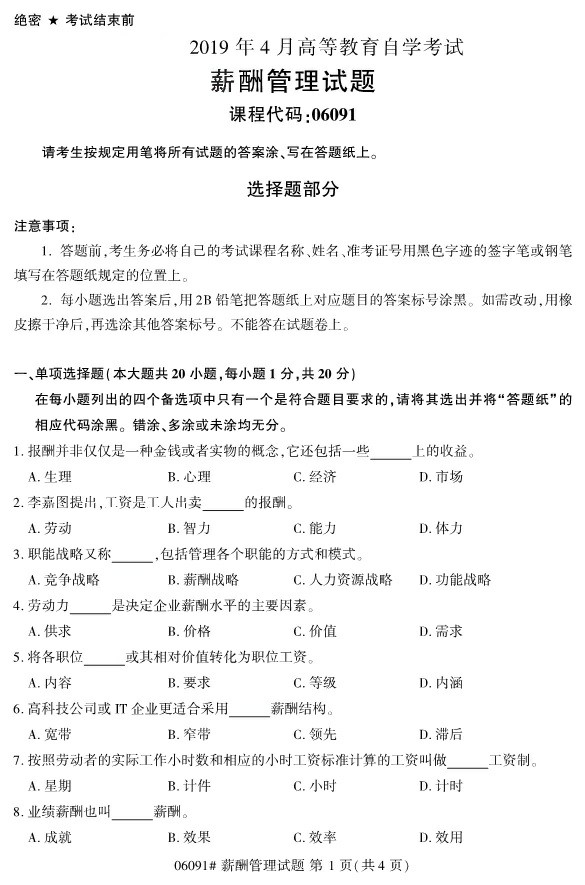 绝密 ★ 考试结束前
2019 年 4 月高等教育自学考试
薪酬管理试题
课程代码:06091
请考生按规定用笔将所有试题的答案涂、写在答题纸上。
选择题部分
注意事项:
1. 答题前,考生务必将自己的考试课程名称、姓名、准考证号用黑色字迹的签字笔或钢笔
填写在答题纸规定的位置上。
2. 每小题选出答案后,用 2B 铅笔把答题纸上对应题目的答案标号涂黑。如需改动,用橡
皮擦干净后,再选涂其他答案标号。不能答在试题卷上。
一、单项选择题(本大题共 20 小题,每小题 1 分,共 20 分)
在每小题列出的四个备选项中只有一个是符合题目要求的,请将其选出并将“答题纸”的
相应代码涂黑。错涂、多涂或未涂均无分。
1. 报酬并非仅仅是一种金钱或者实物的概念,它还包括一些______上的收益。
A. 生理 B. 心理 C. 经济 D. 市场
2. 李嘉图提出,工资是工人出卖______的报酬。
A. 劳动 B. 智力 C. 能力 D. 体力
3. 职能战略又称______,包括管理各个职能的方式和模式。
A. 竞争战略 B. 薪酬战略 C. 人力资源战略 D. 功能战略
4. 劳动力______是决定企业薪酬水平的主要因素。
A. 供求 B. 价格 C. 价值 D. 需求
5. 将各职位______或其相对价值转化为职位工资。
A. 内容 B. 要求 C. 等级 D. 内涵
6. 高科技公司或 IT 企业更适合采用______薪酬结构。
A. 宽带 B. 窄带 C. 领先 D. 滞后
7. 按照劳动者的实际工作小时数和相应的小时工资标准计算的工资叫做______工资制。
A. 星期 B. 计件 C. 小时 D. 计时
8. 业绩薪酬也叫______薪酬。
A. 成就 B. 效果 C. 效率 D. 效用
06091# 薪酬管理试题 第 1 页(共 4 页)